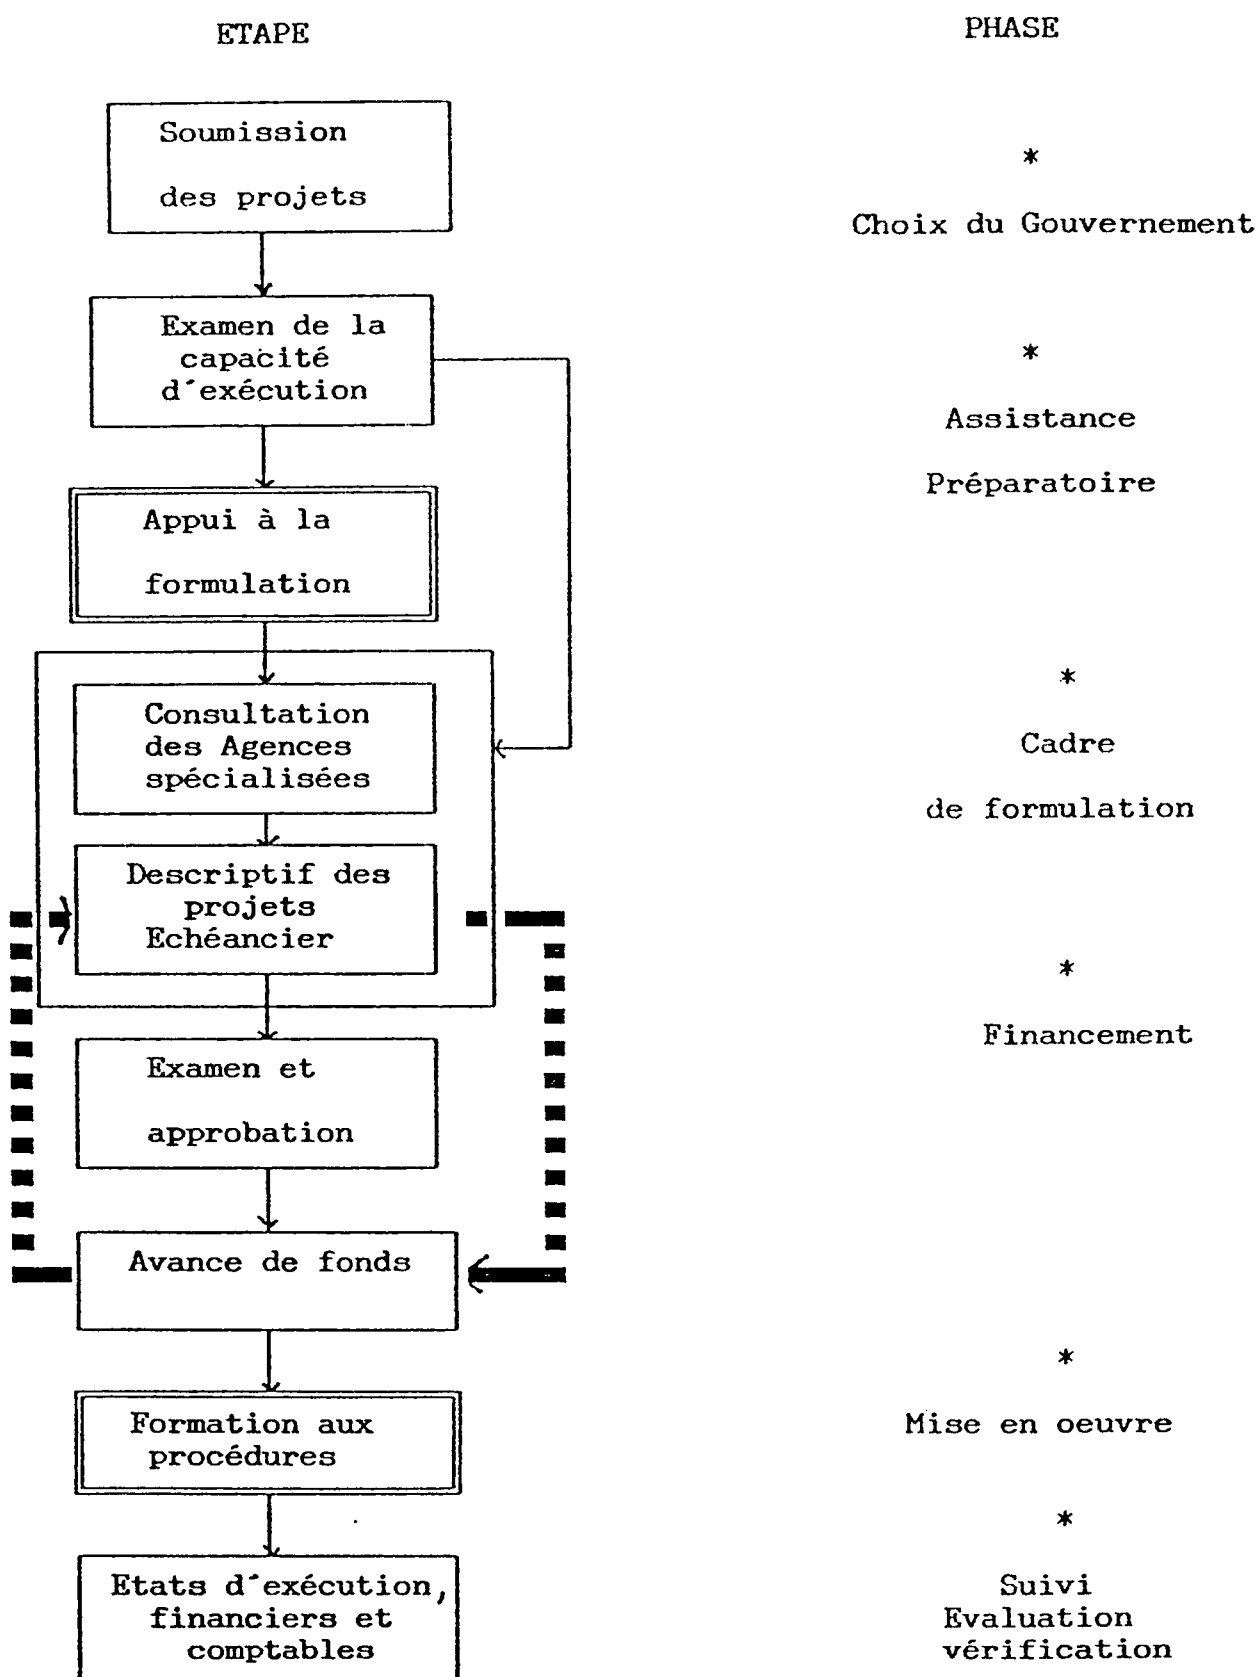 ETAPE
PHASE
Soumission
des projets
*
Choix du Gouvernement
Examen de la
capacité
d'exécution
*
Assistance
Préparatoire
Appui à la
formulation
Consultation
des Agences
spécialisées
*
Cadre
de formulation
Descriptif des
projets
Echéancier
*
Financement
Examen et
approbation
Avance de fonds
Formation aux
procédures
*
Mise en oeuvre
Etats d'exécution,
financiers et
comptables
*
Suivi
Evaluation
vérification